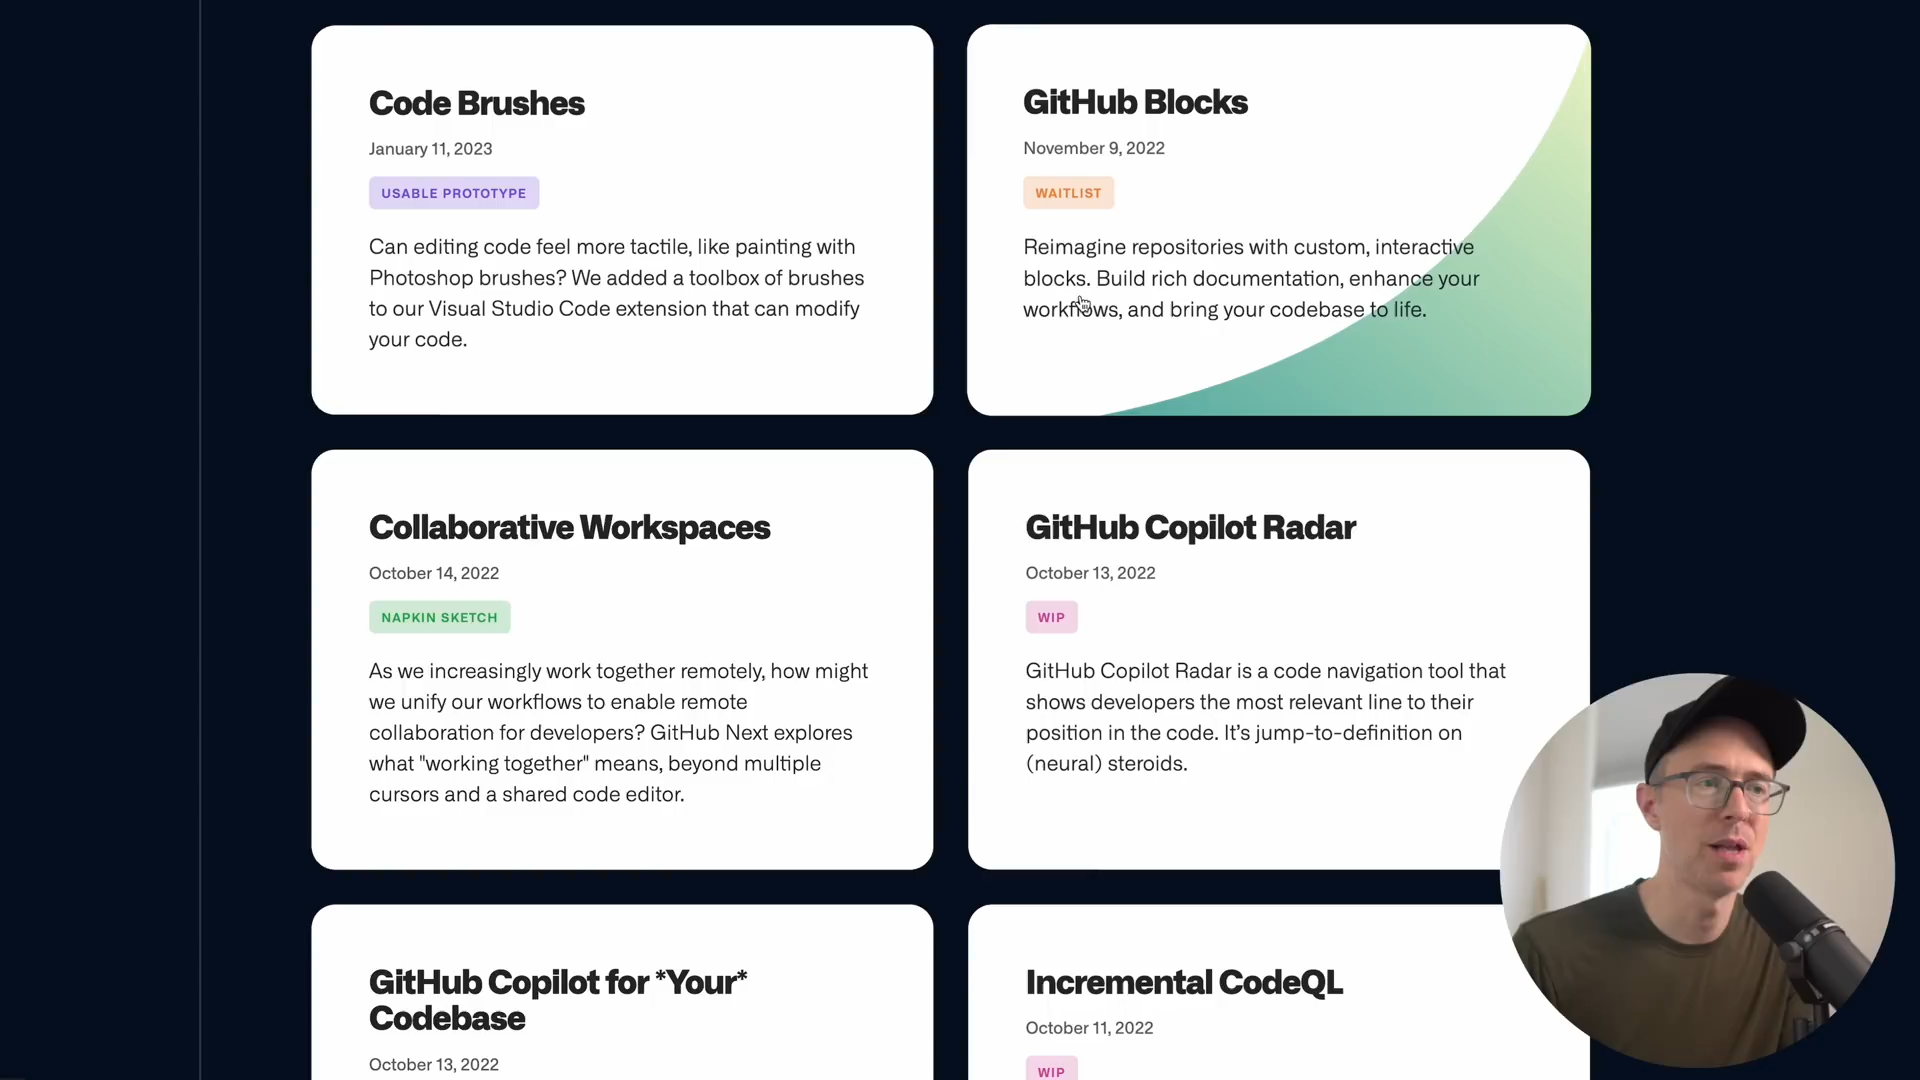 Code Brushes
January 11, 2023
USABLE PROTOTYPE
Can editing code feel more tactile, like painting with
Photoshop brushes? We added a toolbox of brushes
to our Visual Studio Code extension that can modify
your code.
GitHub Blocks
November 9, 2022
WAITLIST
Reimagine repositories with custom, interactive
blocks. Build rich documentation, enhance your
workflows, and bring your codebase to life.
Collaborative Workspaces
October 14, 2022
NAPKIN SKETCH
As we increasingly work together remotely, how might
we unify our workflows to enable remote
collaboration for developers? GitHub Next explores
what "working together" means, beyond multiple
cursors and a shared code editor.
GitHub Copilot Radar
October 13, 2022
WIP
GitHub Copilot Radar is a code navigation tool that
shows developers the most relevant line to their
position in the code. It’s jump-to-definition on
(neural) steroids.
GitHub Copilot for *Your*
Codebase
October 13, 2022
Incremental CodeQL
October 11, 2022
WIP